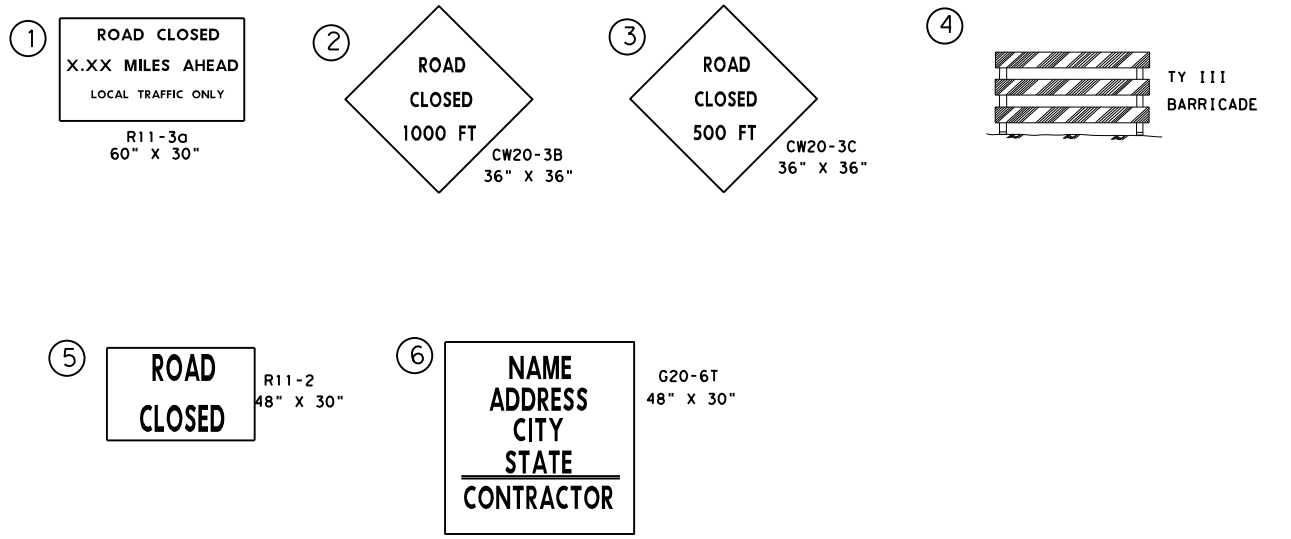 1
ROAD CLOSED
X.XX MILES AHEAD
LOCAL TRAFFIC ONLY
R11-3a
60" X 30"
2
ROAD
CLOSED
1000 FT
CW20-3B
36" X 36"
3
ROAD
CLOSED
500 FT
CW20-3C
36" X 36"
4
TY III
BARRICADE
5
ROAD
CLOSED
R11-2
48" X 30"
6
NAME
ADDRESS
CITY
STATE
CONTRACTOR
G20-6T
48" X 30"